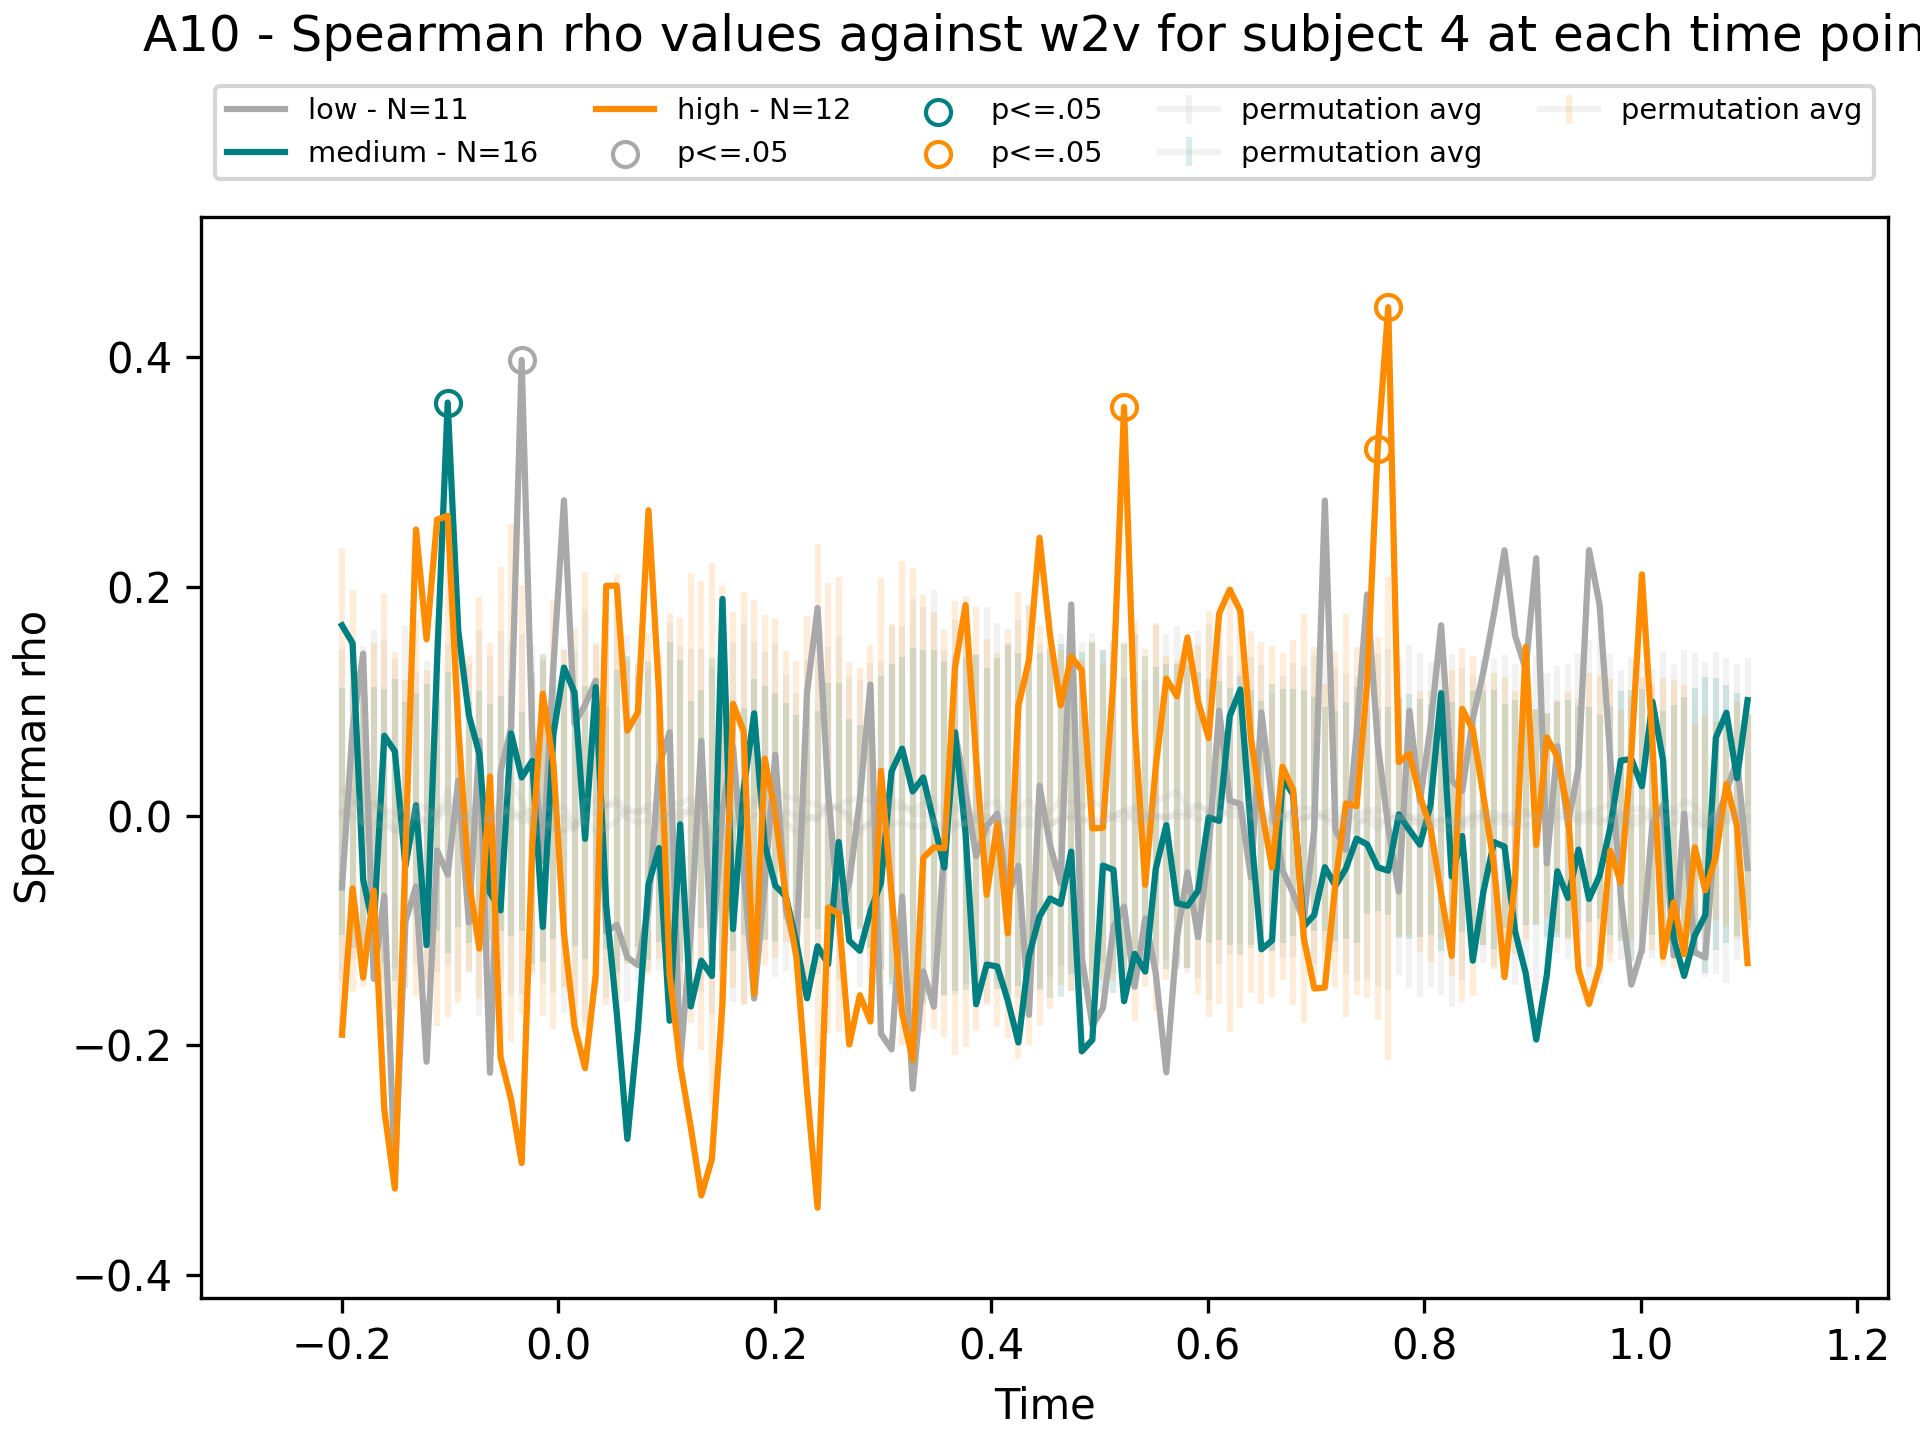 A10 - Spearman rho values against w2v for subject 4 at each time poin
low - N=11 high - N=12 p<=.05 permutation avg permutation avg
medium - N=16 p<=.05 p<=.05 permutation avg
Spearman rho
0.4
0.2
0.0
−0.2
−0.4
−0.2 0.0 0.2 0.4 0.6 0.8 1.0 1.2
Time